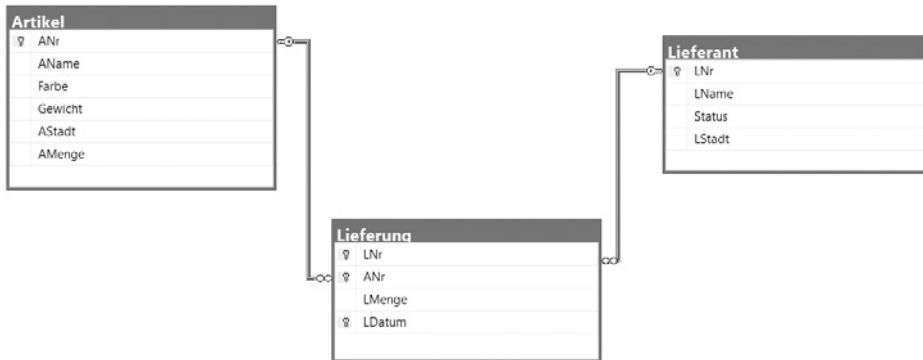 Artikel
ANr
AName
Farbe
Gewicht
AStadt
AMenge
Lieferant
LNr
LName
Status
LStadt
Lieferung
LNr
ANr
LMenge
LDatum